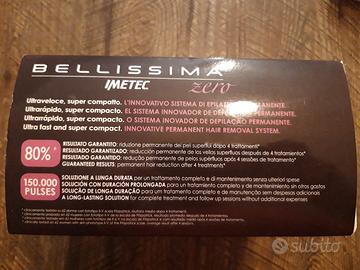 BELLISSIMA
IMETEC zero
Ultraveloce, super compatto. L'INNOVATIVO SISTEMA DI EPILAZIONE PERMANENTE.
Ultrarápido, super compacto. EL SISTEMA INNOVADOR DE DEPILACIÓN PERMANENTE.
Ultrarrápido, super compacto. O SISTEMA INOVADOR DE DEPILAÇÃO PERMANENTE.
Ultra fast and super compact. INNOVATIVE PERMANENT HAIR REMOVAL SYSTEM.
80%*
RISULTATO GARANTITO: riduzione permanente dei peli superflui dopo 4 trattamenti
RESULTADO GARANTIZADO: reducción permanente de los vellos superfluos después de 4 tratamientos
RESULTADO GARANTIDO: redução permanente de pelos supérfluos após 4 sessões de tratamento
GUARANTEED RESULTS: permanent hair reduction after 4 treatments
150.000 PULSES
SOLUZIONE A LUNGA DURATA per un trattamento completo e di mantenimento senza ulteriori spese
SOLUCIÓN CON DURACIÓN PROLONGADA para un tratamiento completo y de mantenimiento sin otros gastos
SOLUÇÃO DE LONGA DURAÇÃO para um tratamento completo e de manutenção sem despesas adicionais
A LONG-LASTING SOLUTION for complete treatment and follow up sessions without additional expenses
subito